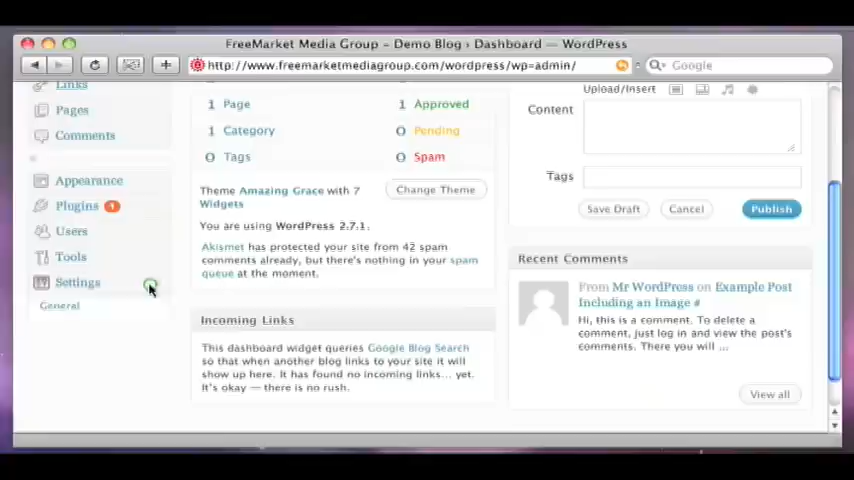 FreeMarket Media Group – Demo Blog › Dashboard — WordPress
http://www.freemarketmediagroup.com/wordpress/wp-admin/
Google
Links
Pages
Comments
Appearance
Plugins 1
Users
Tools
Settings
General
1 Page 1 Approved
1 Category 0 Pending
0 Tags 0 Spam
Theme Amazing Grace with 7
Widgets
Change Theme
You are using WordPress 2.7.1.
Akismet has protected your site from 42 spam
comments already, but there's nothing in your spam
queue at the moment.
Incoming Links
This dashboard widget queries Google Blog Search
so that when another blog links to your site it will
show up here. It has found no incoming links... yet.
It's okay — there is no rush.
Upload/Insert
Content
Tags
Save Draft Cancel Publish
Recent Comments
From Mr WordPress on Example Post
Including an Image #
Hi, this is a comment. To delete a
comment, just log in and view the post's
comments. There you will ...
View all